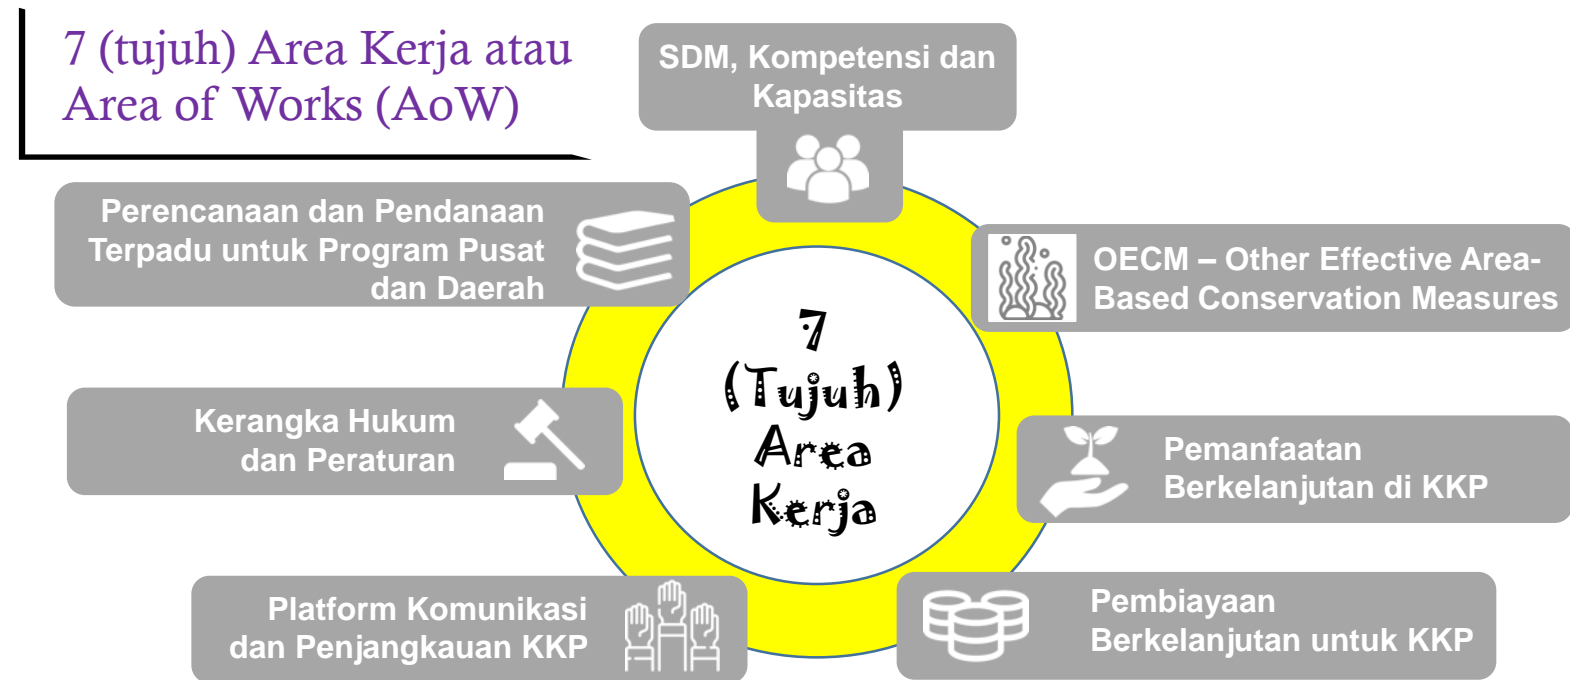 7 (tujuh) Area Kerja atau
Area of Works (AoW)
SDM, Kompetensi dan
Kapasitas
Perencanaan dan Pendanaan
Terpadu untuk Program Pusat
dan Daerah
OECM – Other Effective Area-
Based Conservation Measures
7
(Tujuh)
Area
Kerja
Kerangka Hukum
dan Peraturan
Pemanfaatan
Berkelanjutan di KKP
Platform Komunikasi
dan Penjangkauan KKP
Pembiayaan
Berkelanjutan untuk KKP